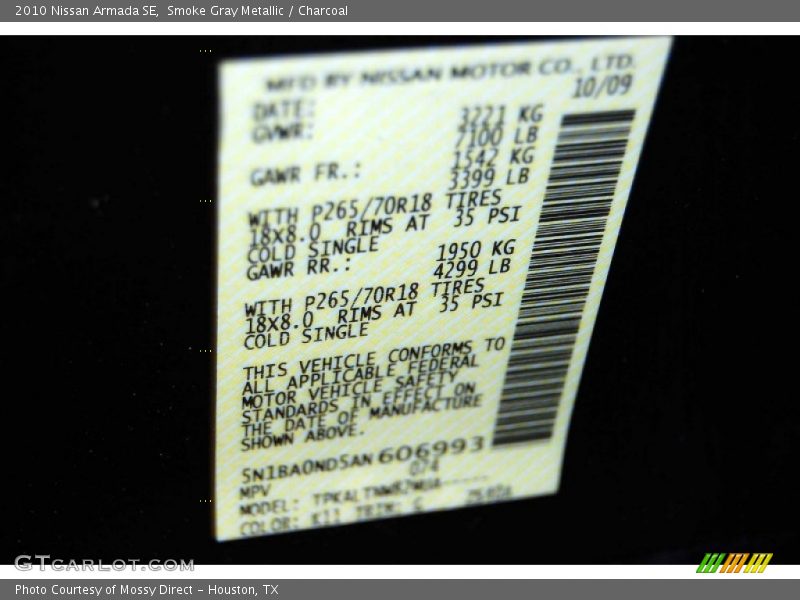 2010 Nissan Armada SE,  Smoke Gray Metallic / Charcoal
MFD BY NISSAN MOTOR CO., LTD.
DATE: 10/09
GVWR: 3221 KG
7100 LB
GAWR FR.: 1542 KG
3399 LB
WITH P265/70R18 TIRES
18X8.0 RIMS AT 35 PSI
COLD SINGLE
GAWR RR.: 1950 KG
4299 LB
WITH P265/70R18 TIRES
18X8.0 RIMS AT 35 PSI
COLD SINGLE
THIS VEHICLE CONFORMS TO
ALL APPLICABLE FEDERAL
MOTOR VEHICLE SAFETY
STANDARDS IN EFFECT ON
THE DATE OF MANUFACTURE
SHOWN ABOVE.
5N1BA0ND5AN606993
MPV 074
MODEL:
COLOR: K11 TRIM: G
GTCARLOT.COM
Photo Courtesy of Mossy Direct – Houston, TX